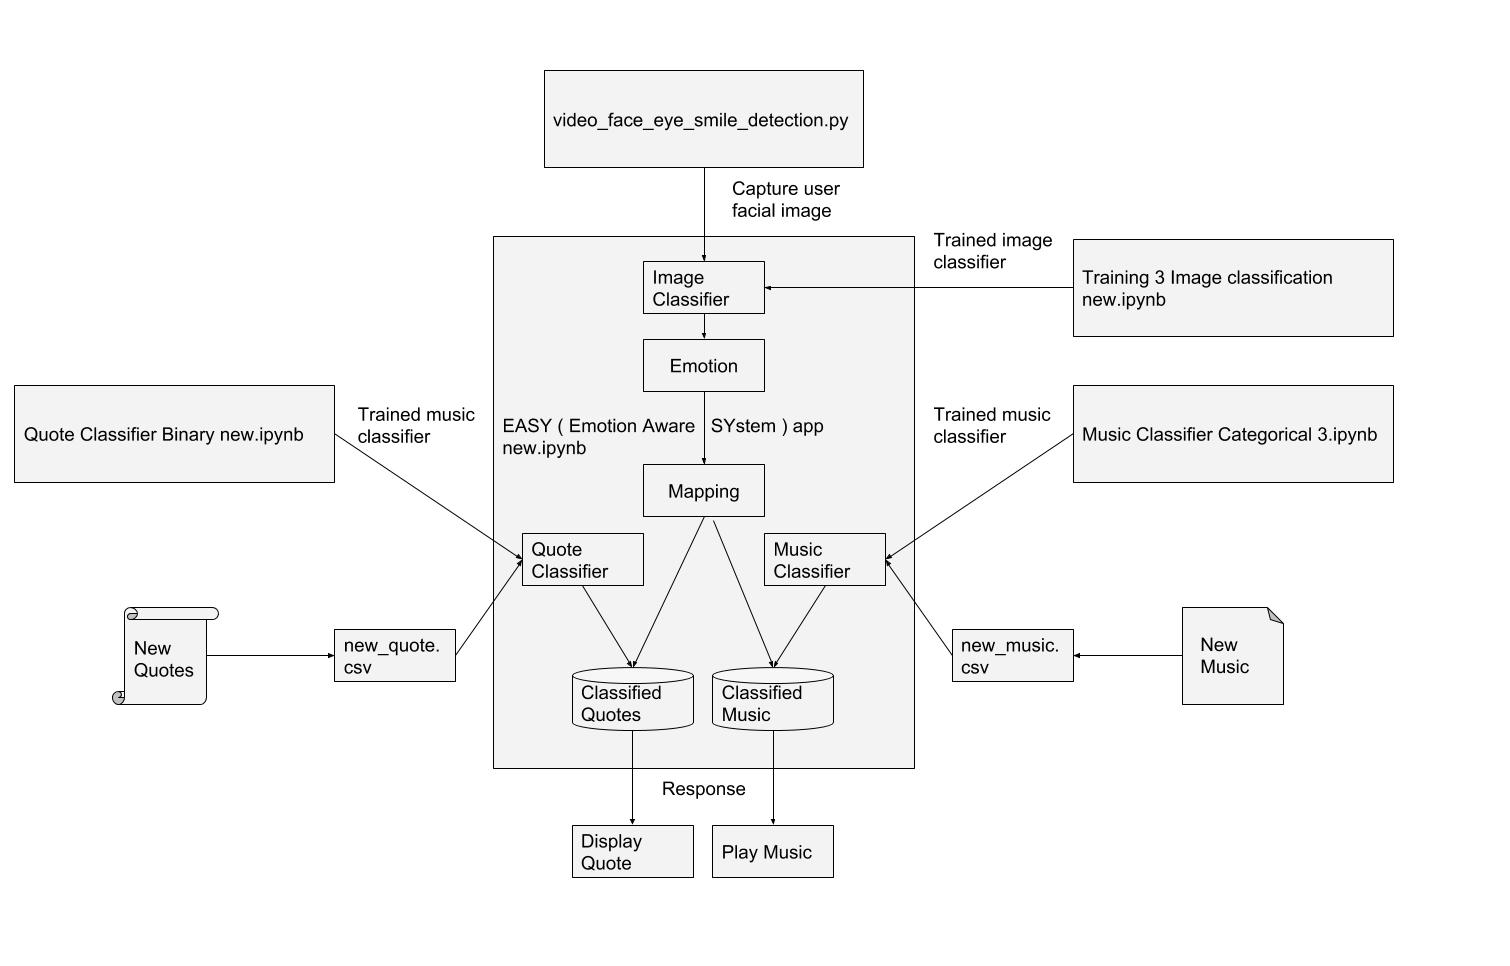 video_face_eye_smile_detection.py
Capture user
facial image
Trained image
classifier
Image
Classifier
Training 3 Image classification
new.ipynb
Emotion
Quote Classifier Binary new.ipynb
Trained music
classifier
EASY ( Emotion Aware SYstem ) app
new.ipynb
Trained music
classifier
Music Classifier Categorical 3.ipynb
Mapping
Quote
Classifier
Music
Classifier
New
Quotes
new_quote.
csv
new_music.
csv
New
Music
Classified
Quotes
Classified
Music
Response
Display
Quote
Play Music